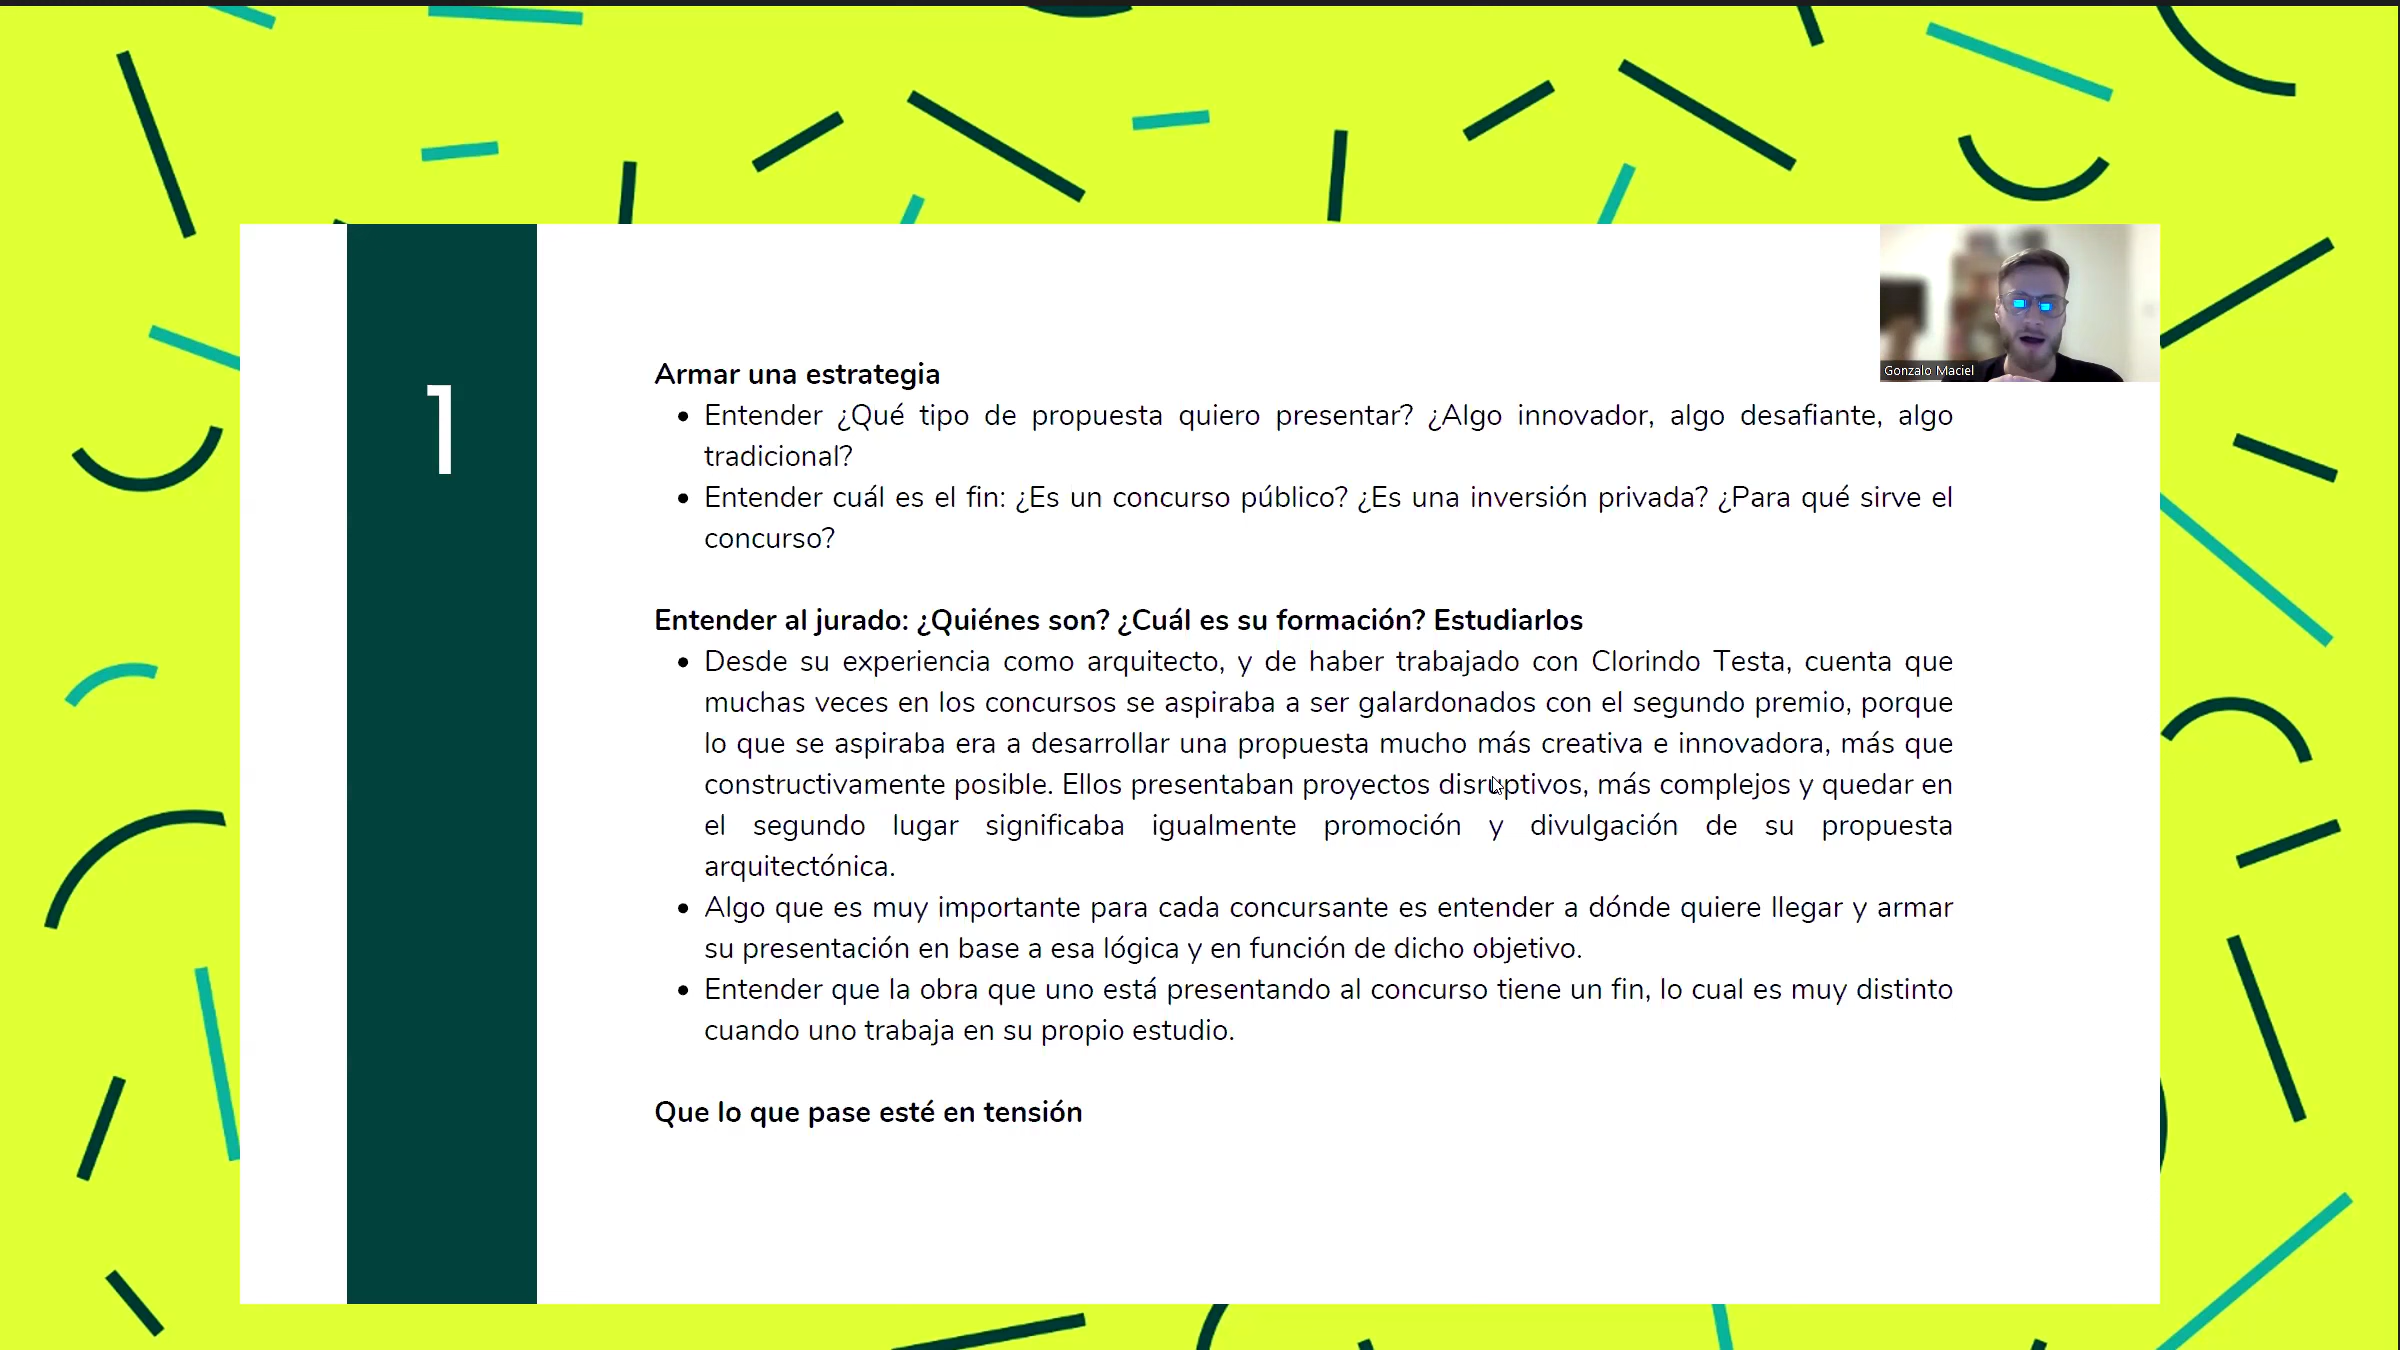 1
Gonzalo Maciel
Armar una estrategia
• Entender ¿Qué tipo de propuesta quiero presentar? ¿Algo innovador, algo desafiante, algo
tradicional?
• Entender cuál es el fin: ¿Es un concurso público? ¿Es una inversión privada? ¿Para qué sirve el
concurso?
Entender al jurado: ¿Quiénes son? ¿Cuál es su formación? Estudiarlos
• Desde su experiencia como arquitecto, y de haber trabajado con Clorindo Testa, cuenta que
muchas veces en los concursos se aspiraba a ser galardonados con el segundo premio, porque
lo que se aspiraba era a desarrollar una propuesta mucho más creativa e innovadora, más que
constructivamente posible. Ellos presentaban proyectos disruptivos, más complejos y quedar en
el segundo lugar significaba igualmente promoción y divulgación de su propuesta
arquitectónica.
• Algo que es muy importante para cada concursante es entender a dónde quiere llegar y armar
su presentación en base a esa lógica y en función de dicho objetivo.
• Entender que la obra que uno está presentando al concurso tiene un fin, lo cual es muy distinto
cuando uno trabaja en su propio estudio.
Que lo que pase esté en tensión